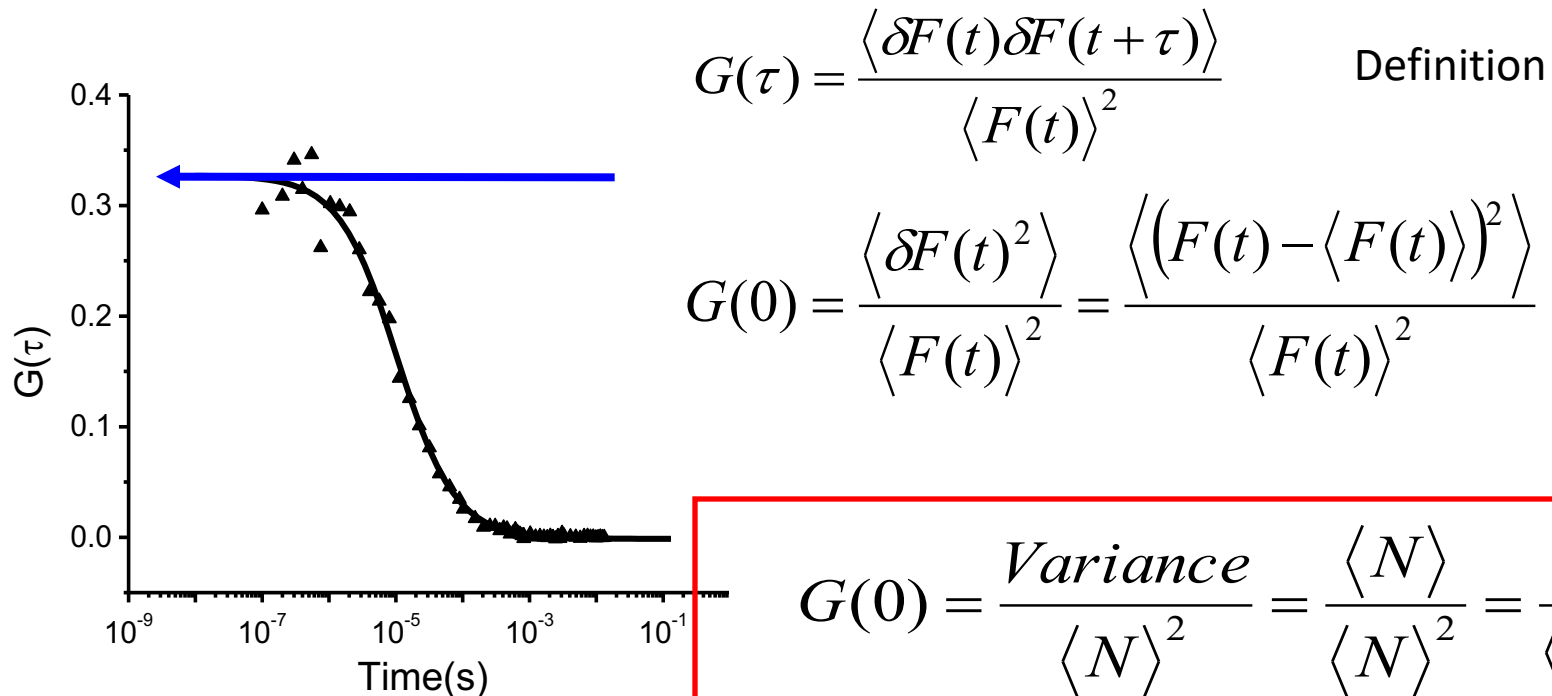 G(τ) = ⟨δF(t)δF(t + τ)⟩ / ⟨F(t)⟩²
Definition
G(0) = ⟨δF(t)²⟩ / ⟨F(t)⟩² = ⟨(F(t) − ⟨F(t)⟩)²⟩ / ⟨F(t)⟩²
G(0) = Variance / ⟨N⟩² = ⟨N⟩ / ⟨N⟩² =
0.4
0.3
0.2
0.1
0.0
G(τ)
10⁻⁹ 10⁻⁷ 10⁻⁵ 10⁻³ 10⁻¹
Time(s)